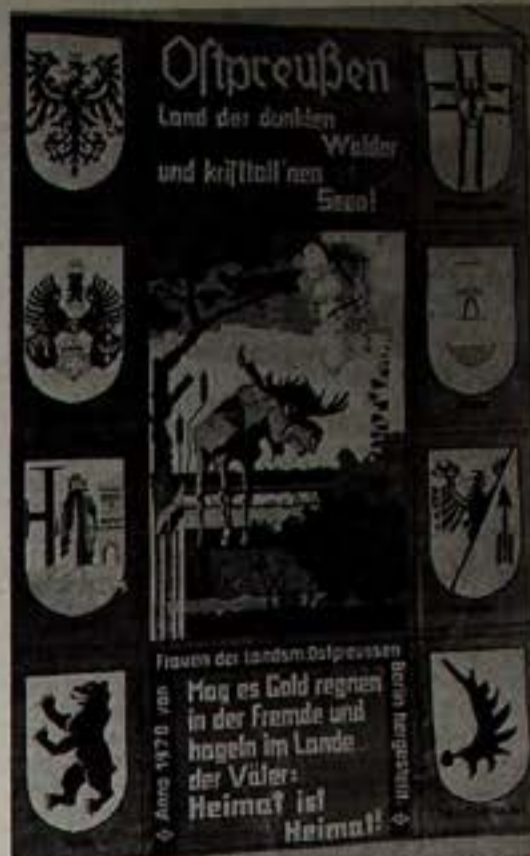 Ostpreußen
Land der dunklen
Wälder
und kristall'nen
Seen!
Frauen der Landsm. Ostpreussen
Mag es Gold regnen
in der Fremde und
hageln im Lande
der Väter:
Heimat ist
Heimat!
Anno 1970 von
Berlin hergestellt